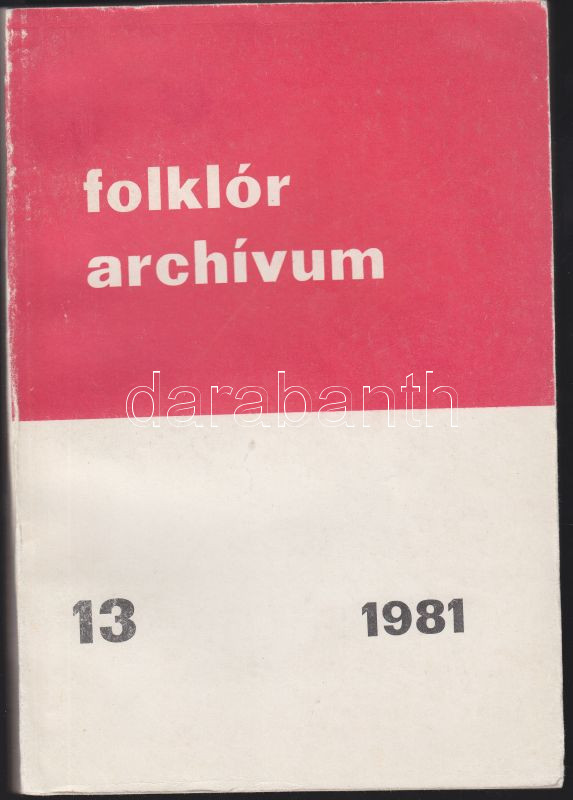 folklór
archívum
darabanth
13 1981